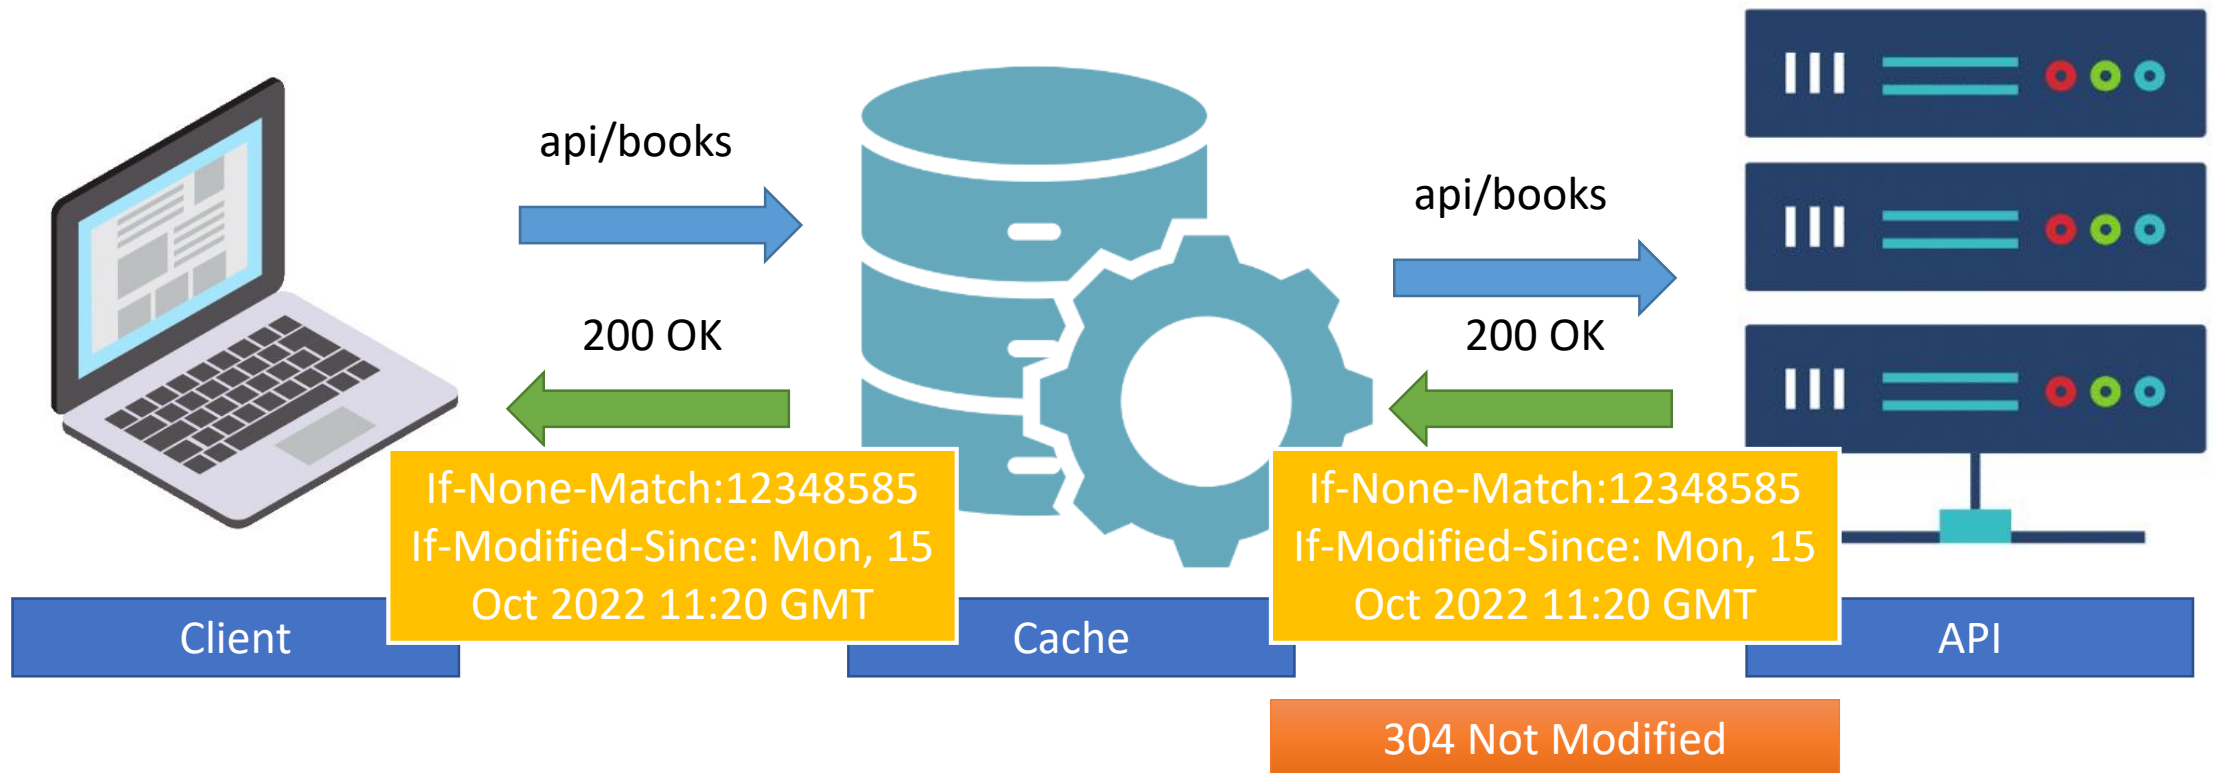 api/books
200 OK
If-None-Match:12348585
If-Modified-Since: Mon, 15
Oct 2022 11:20 GMT
api/books
200 OK
If-None-Match:12348585
If-Modified-Since: Mon, 15
Oct 2022 11:20 GMT
Client
Cache
API
304 Not Modified